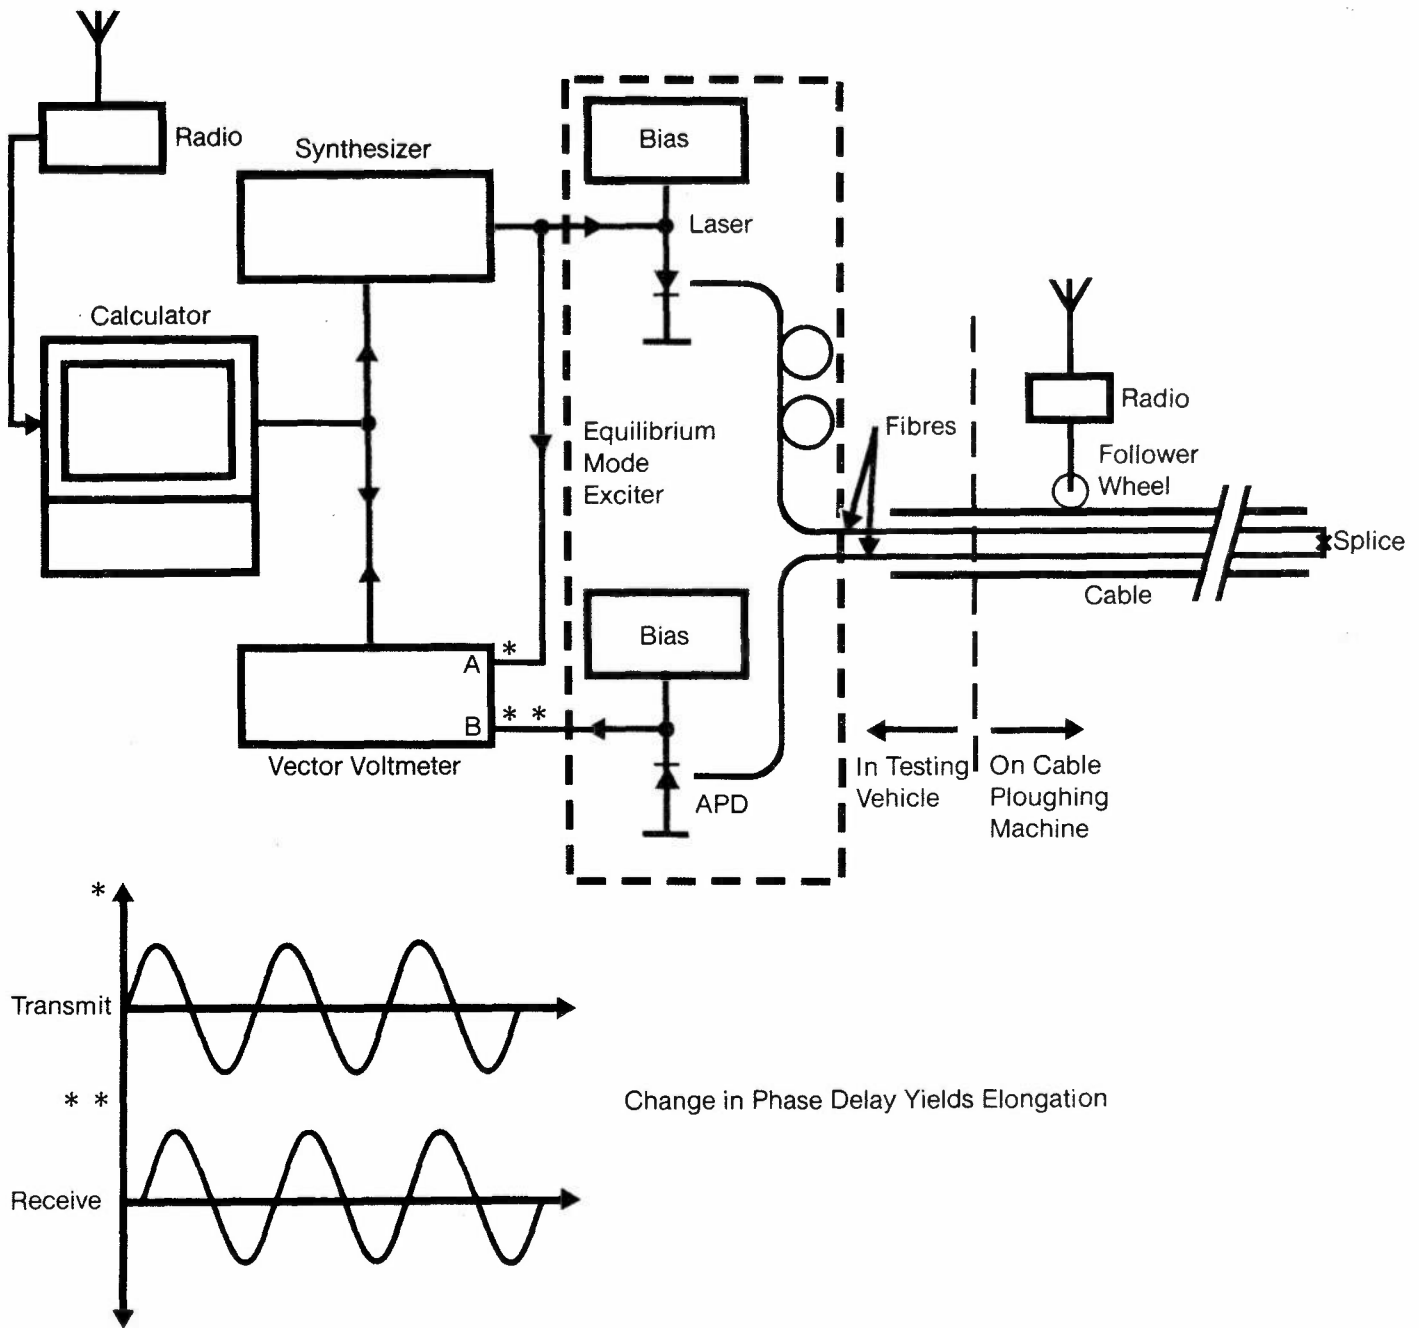 Radio
Synthesizer
Bias
Laser
Calculator
Equilibrium
Mode
Exciter
Fibres
Radio
Follower
Wheel
Splice
Cable
Bias
A *
B * *
Vector Voltmeter
APD
In Testing
Vehicle
On Cable
Ploughing
Machine
*
Transmit
* *
Change in Phase Delay Yields Elongation
Receive